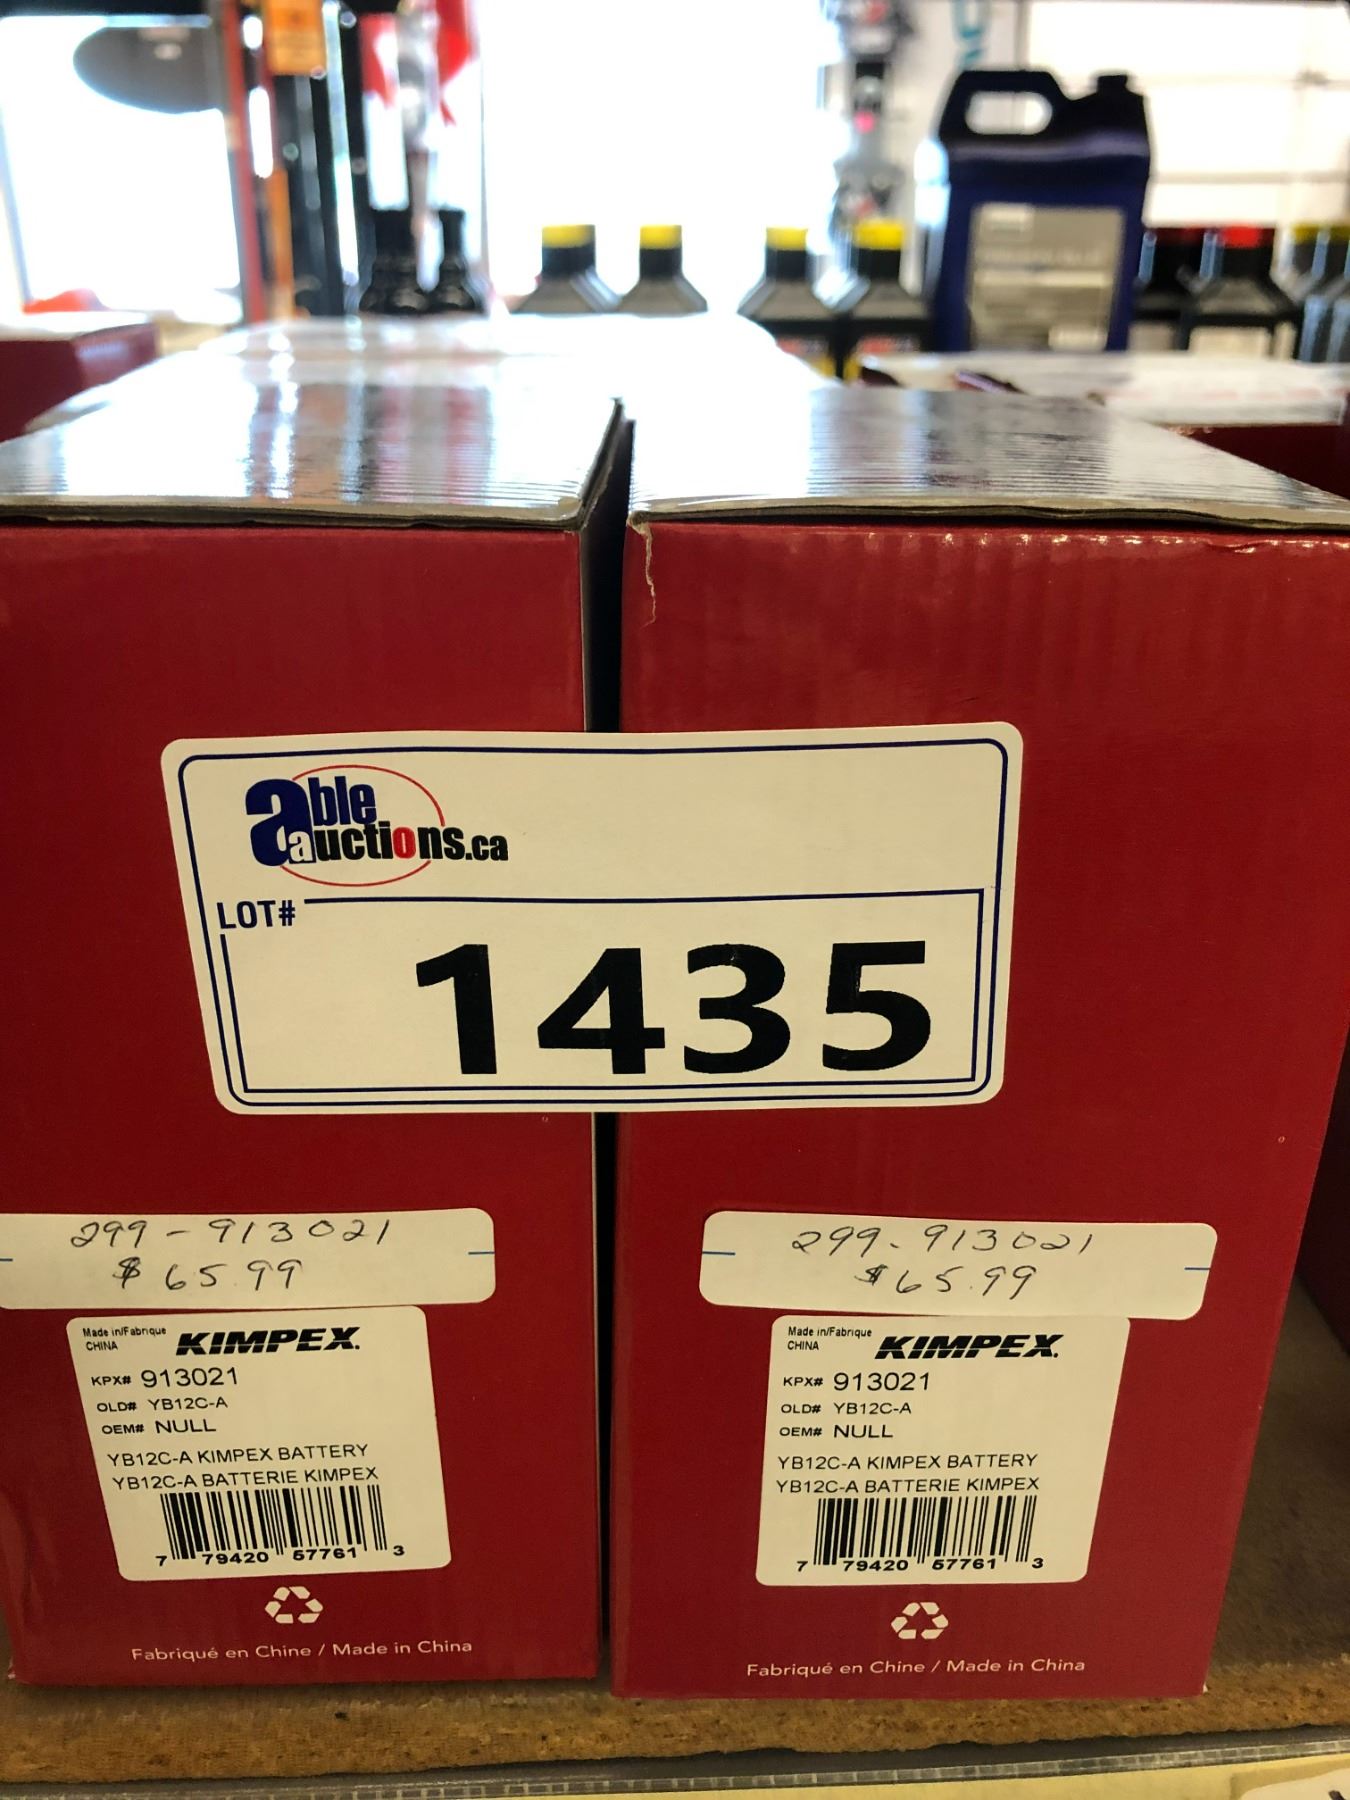 able
auctions.ca
LOT#
1435
299-913021
$65.99
Made in/Fabrique
CHINA
KIMPEX.
KPX# 913021
OLD# YB12C-A
OEM# NULL
YB12C-A KIMPEX BATTERY
YB12C-A BATTERIE KIMPEX
7 79420 57761 3
Fabriqué en Chine / Made in China
299-913021
$65.99
Made in/Fabrique
CHINA
KIMPEX.
KPX# 913021
OLD# YB12C-A
OEM# NULL
YB12C-A KIMPEX BATTERY
YB12C-A BATTERIE KIMPEX
7 79420 57761 3
Fabriqué en Chine / Made in China